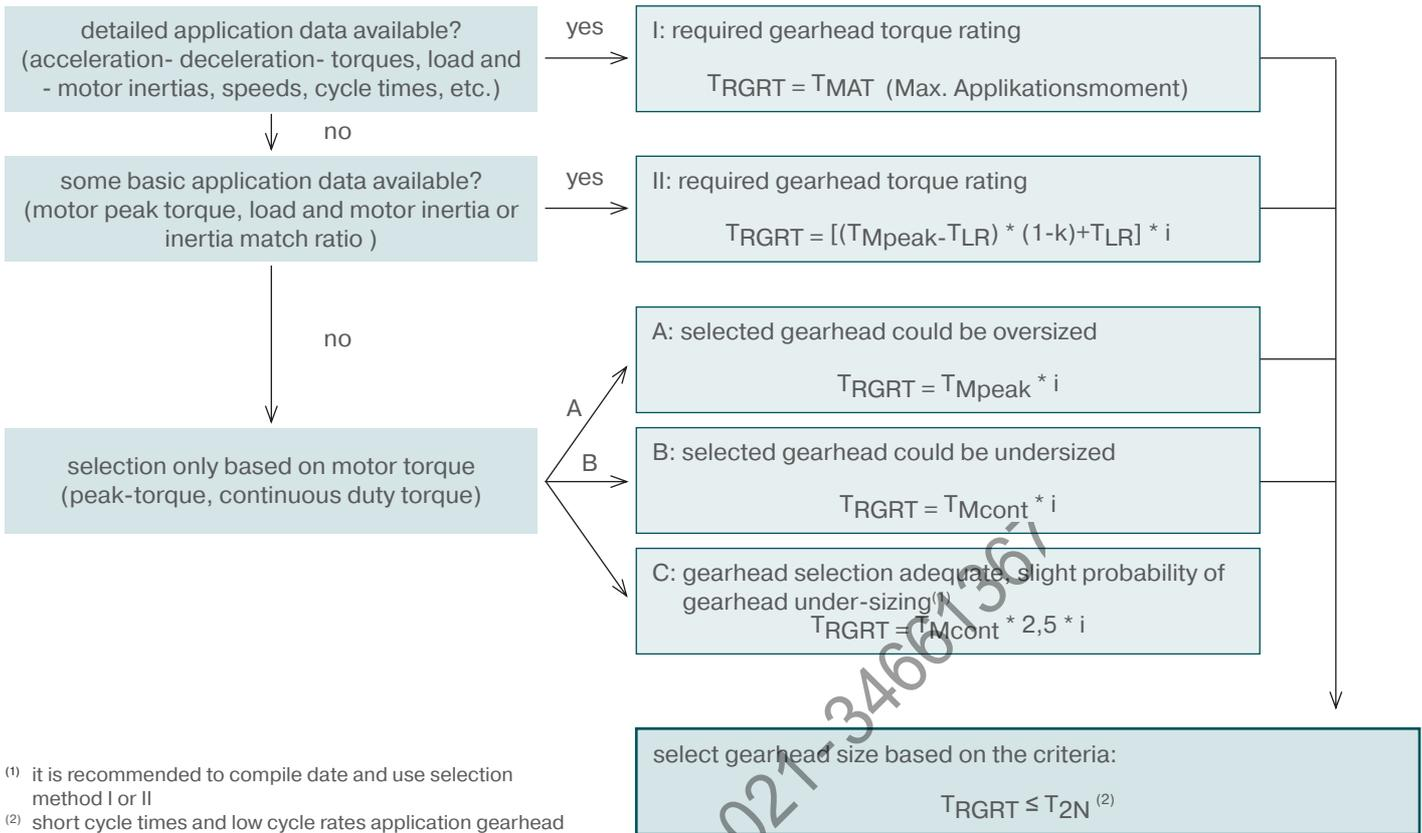 detailed application data available?
(acceleration- deceleration- torques, load and
- motor inertias, speeds, cycle times, etc.)
yes
I: required gearhead torque rating
TRGRT = TMAT (Max. Applikationsmoment)
no
some basic application data available?
(motor peak torque, load and motor inertia or
inertia match ratio )
yes
II: required gearhead torque rating
TRGRT = [(TMpeak-TLR) * (1-k)+TLR] * i
no
A: selected gearhead could be oversized
TRGRT = TMpeak * i
A
B
selection only based on motor torque
(peak-torque, continuous duty torque)
B: selected gearhead could be undersized
TRGRT = TMcont * i
C: gearhead selection adequate, slight probability of
gearhead under-sizing(1)
TRGRT = TMcont * 2,5 * i
select gearhead size based on the criteria:
TRGRT ≤ T2N (2)
(1) it is recommended to compile date and use selection
method I or II
(2) short cycle times and low cycle rates application gearhead
021-34661367